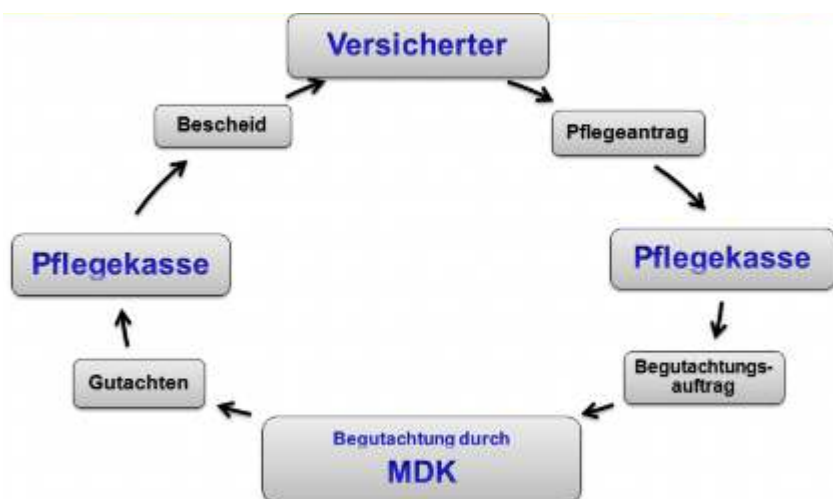 Versicherter
Pflegeantrag
Pflegekasse
Begutachtungs-
auftrag
Begutachtung durch
MDK
Gutachten
Pflegekasse
Bescheid